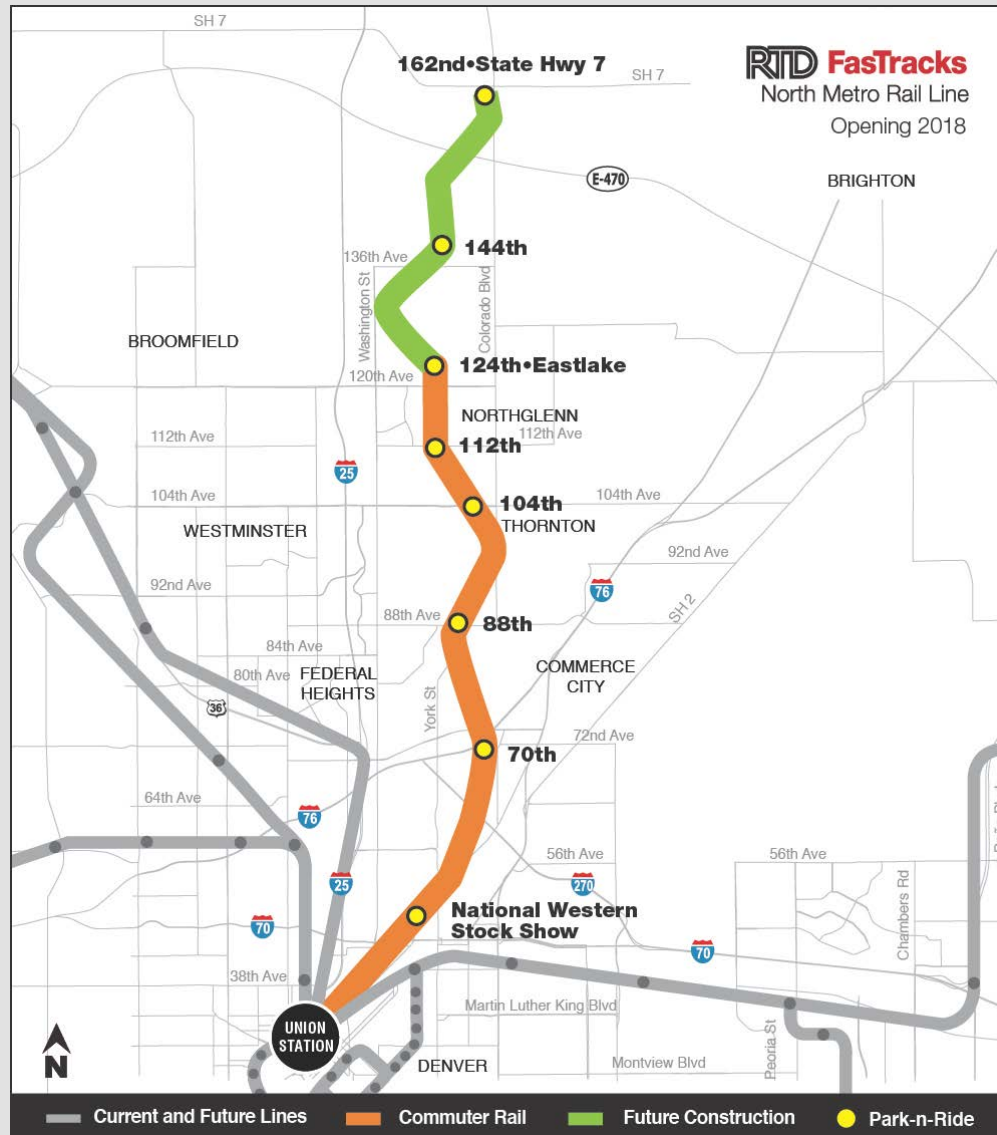 SH 7
162nd•State Hwy 7
SH 7
RTD FasTracks
North Metro Rail Line
Opening 2018
E-470
BRIGHTON
144th
136th Ave
Washington St
Colorado Blvd
BROOMFIELD
124th•Eastlake
120th Ave
NORTHGLENN
112th Ave
112th
112th Ave
25
104th Ave
104th
104th Ave
WESTMINSTER
THORNTON
92nd Ave
92nd Ave
76
SH 2
88th Ave
88th
84th Ave
80th Ave
FEDERAL
HEIGHTS
COMMERCE
CITY
36
York St
72nd Ave
70th
64th Ave
76
56th Ave
56th Ave
25
270
Chambers Rd
National Western
Stock Show
70
70
38th Ave
Martin Luther King Blvd
UNION
STATION
Peoria St
N
DENVER
Montview Blvd
Current and Future Lines
Commuter Rail
Future Construction
Park-n-Ride